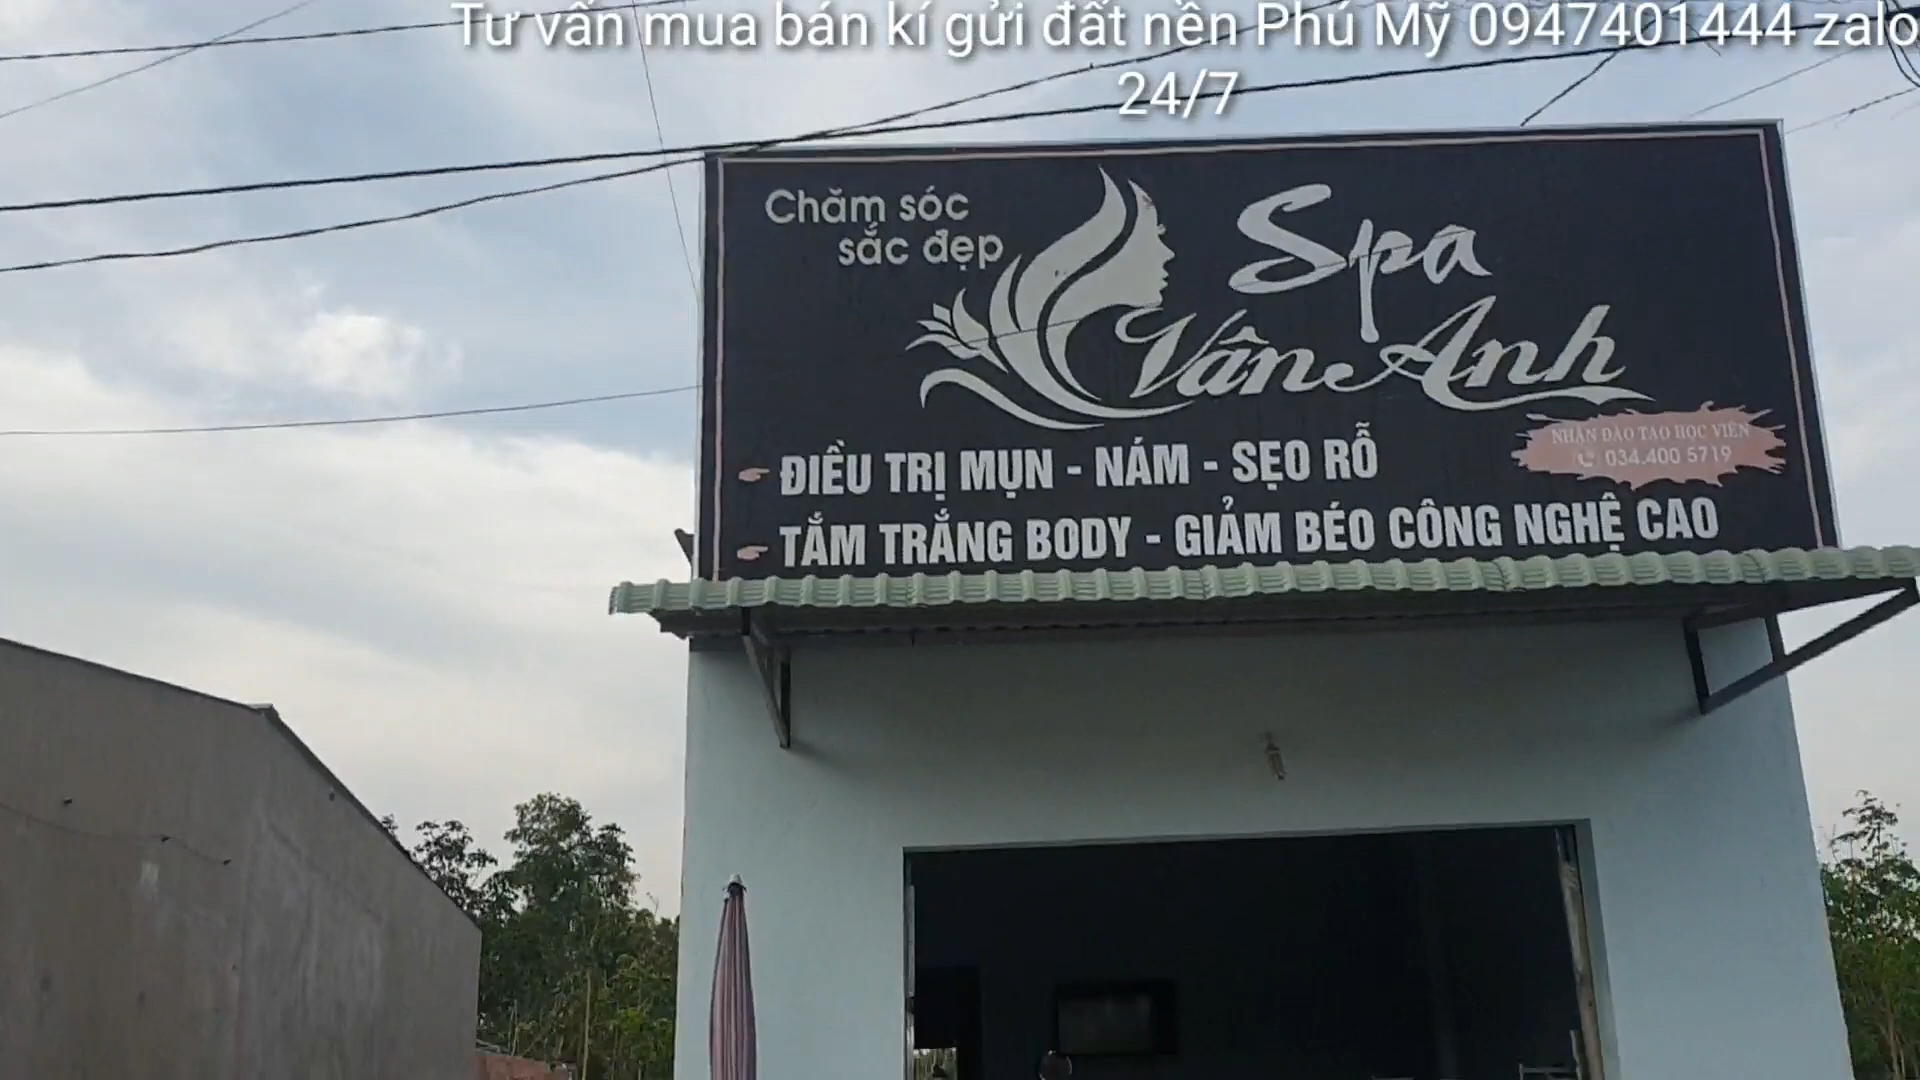 Tư vấn mua bán kí gửi đất nền Phú Mỹ 0947401444 zalo
24/7
Chăm sóc
sắc đẹp
Spa
Vân Anh
NHẬN ĐÀO TẠO HỌC VIÊN
034.400 5719
ĐIỀU TRỊ MỤN - NÁM - SẸO RỖ
TẮM TRẮNG BODY - GIẢM BÉO CÔNG NGHỆ CAO